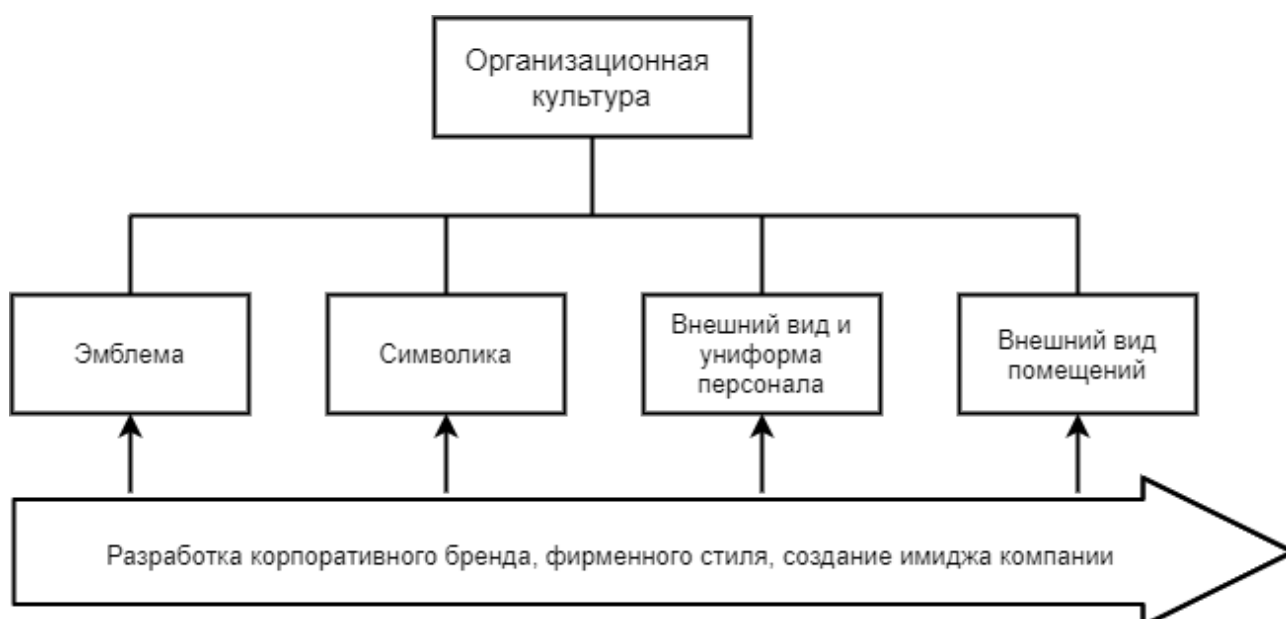 Организационная
культура
Эмблема
Символика
Внешний вид и
униформа
персонала
Внешний вид
помещений
Разработка корпоративного бренда, фирменного стиля, создание имиджа компании